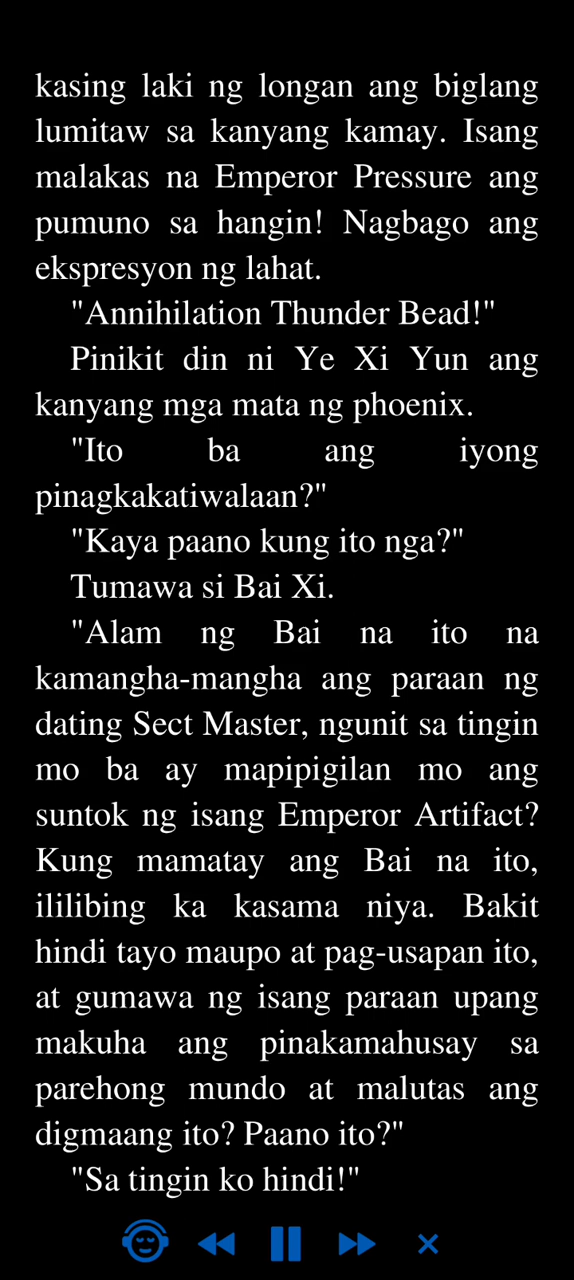 kasing laki ng longan ang biglang
lumitaw sa kanyang kamay. Isang
malakas na Emperor Pressure ang
pumuno sa hangin! Nagbago ang
ekspresyon ng lahat.
"Annihilation Thunder Bead!"
Pinikit din ni Ye Xi Yun ang
kanyang mga mata ng phoenix.
"Ito ba ang iyong
pinagkakatiwalaan?"
"Kaya paano kung ito nga?"
Tumawa si Bai Xi.
"Alam ng Bai na ito na
kamangha-mangha ang paraan ng
dating Sect Master, ngunit sa tingin
mo ba ay mapipigilan mo ang
suntok ng isang Emperor Artifact?
Kung mamatay ang Bai na ito,
ililibing ka kasama niya. Bakit
hindi tayo maupo at pag-usapan ito,
at gumawa ng isang paraan upang
makuha ang pinakamahusay sa
parehong mundo at malutas ang
digmaang ito? Paano ito?"
"Sa tingin ko hindi!"